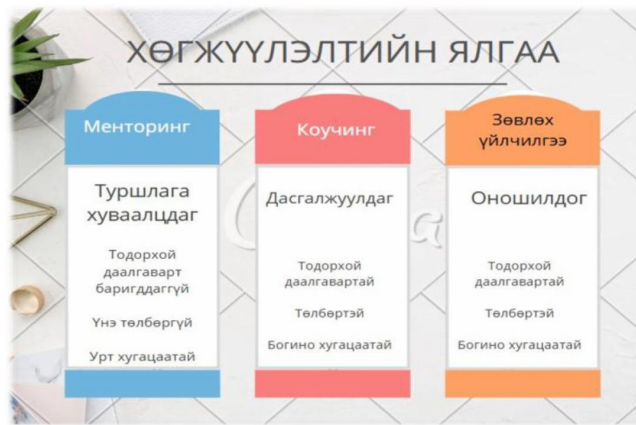 ХӨГЖҮҮЛЭЛТИЙН ЯЛГАА
Менторинг
Туршлага
хуваалцдаг
Тодорхой
даалгаварт
баригддаггүй
Үнэ төлбөргүй
Урт хугацаатай
Коучинг
Дасгалжуулдаг
Тодорхой
даалгавартай
Төлбөртэй
Богино хугацаатай
Зөвлөх
үйлчилгээ
Оношилдог
Тодорхой
даалгавартай
Төлбөртэй
Богино хугацаатай